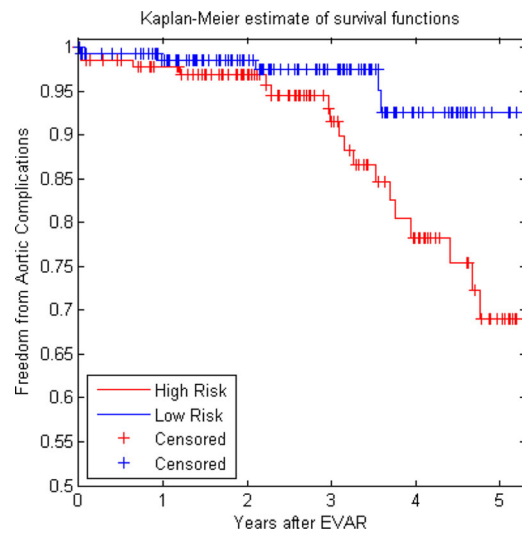 Kaplan-Meier estimate of survival functions
1
0.95
0.9
0.85
0.8
0.75
0.7
0.65
0.6
0.55
0.5
Freedom from Aortic Complications
High Risk
Low Risk
Censored
Censored
0 1 2 3 4 5
Years after EVAR